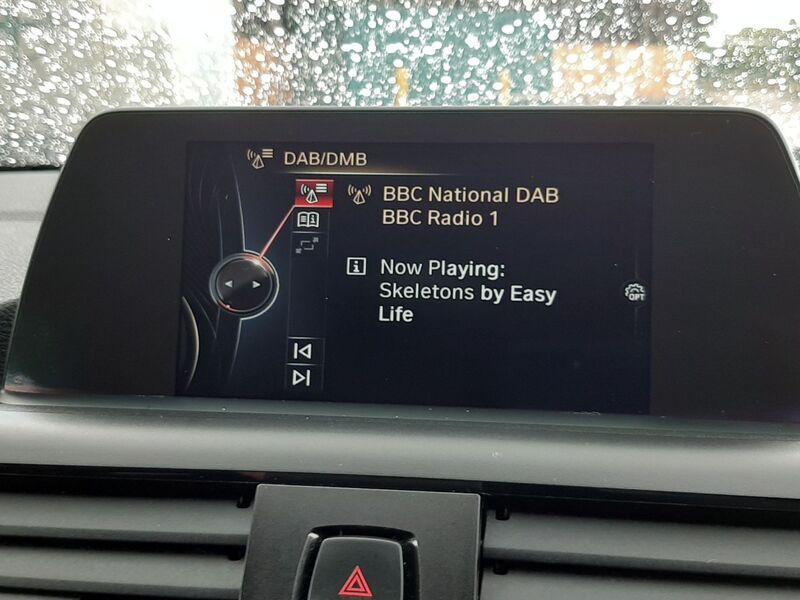 DAB/DMB
BBC National DAB
BBC Radio 1
Now Playing:
Skeletons by Easy
Life
OPT